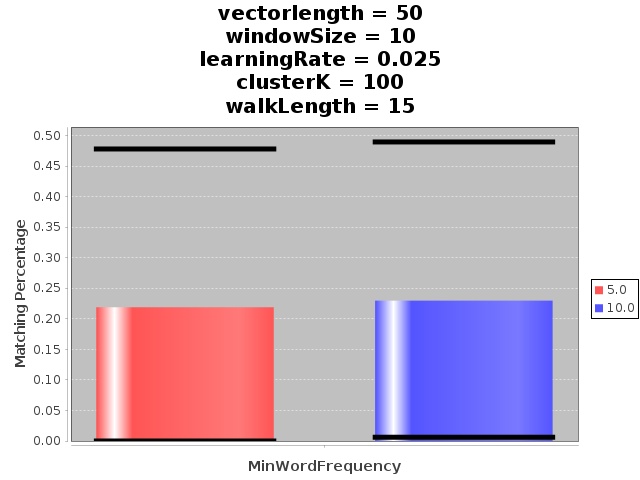 vectorlength = 50
windowSize = 10
learningRate = 0.025
clusterK = 100
walkLength = 15
Matching Percentage
0.50
0.45
0.40
0.35
0.30
0.25
0.20
0.15
0.10
0.05
0.00
MinWordFrequency
5.0
10.0